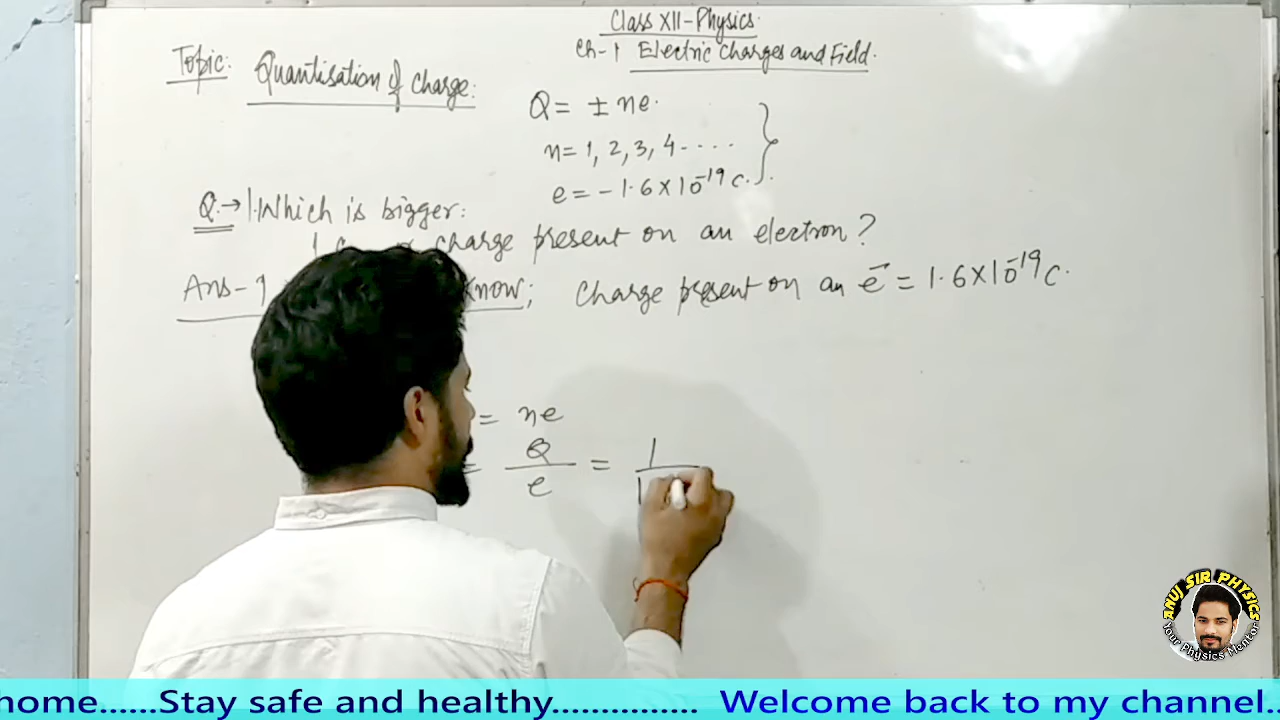 Class XII-Physics
Ch-1 Electric Charges and Field.
Topic: Quantisation of charge:
Q = ± ne.
n = 1, 2, 3, 4 - - - -
e = -1.6×10⁻¹⁹ C.
Q.→ 1. Which is bigger:
charge present on an electron?
Ans-1 know; Charge present on an e⁻ = 1.6×10⁻¹⁹ C.
= ne
= Q/e = 1/1
ANUJ SIR PHYSICS
Your Physics Mentor
home......Stay safe and healthy............... Welcome back to my channel..